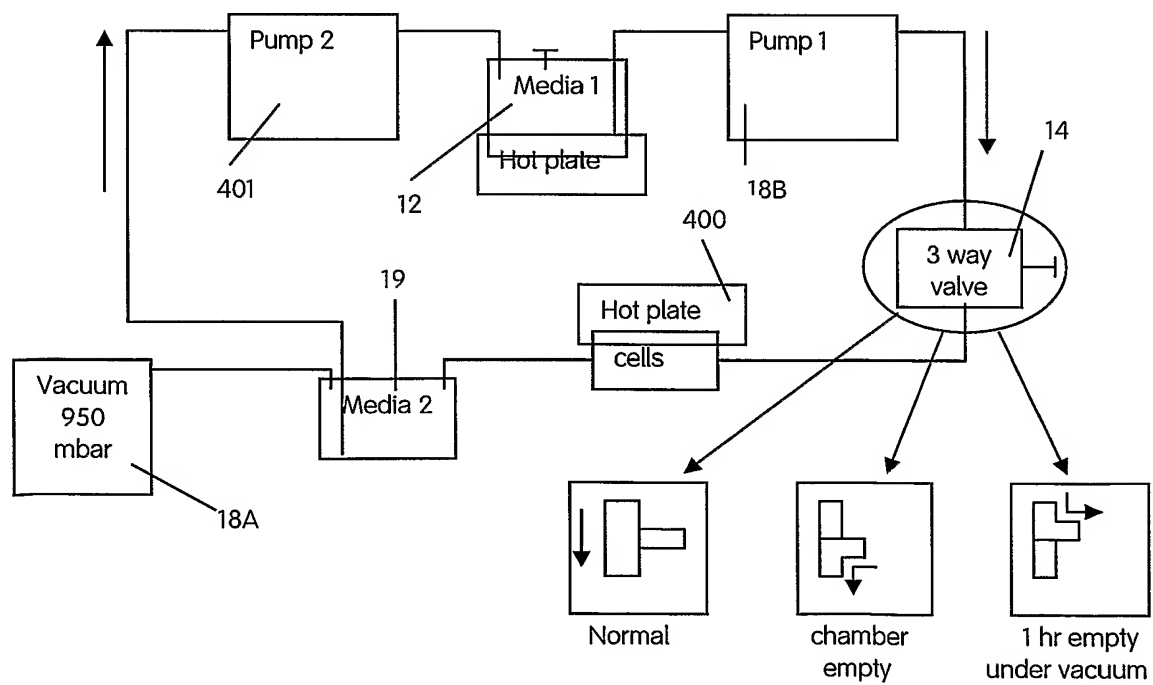 Pump 2
Media 1
Pump 1
Hot plate
401
12
18B
14
400
3 way
valve
19
Hot plate
cells
Vacuum
950
mbar
Media 2
18A
Normal
chamber
empty
1 hr empty
under vacuum